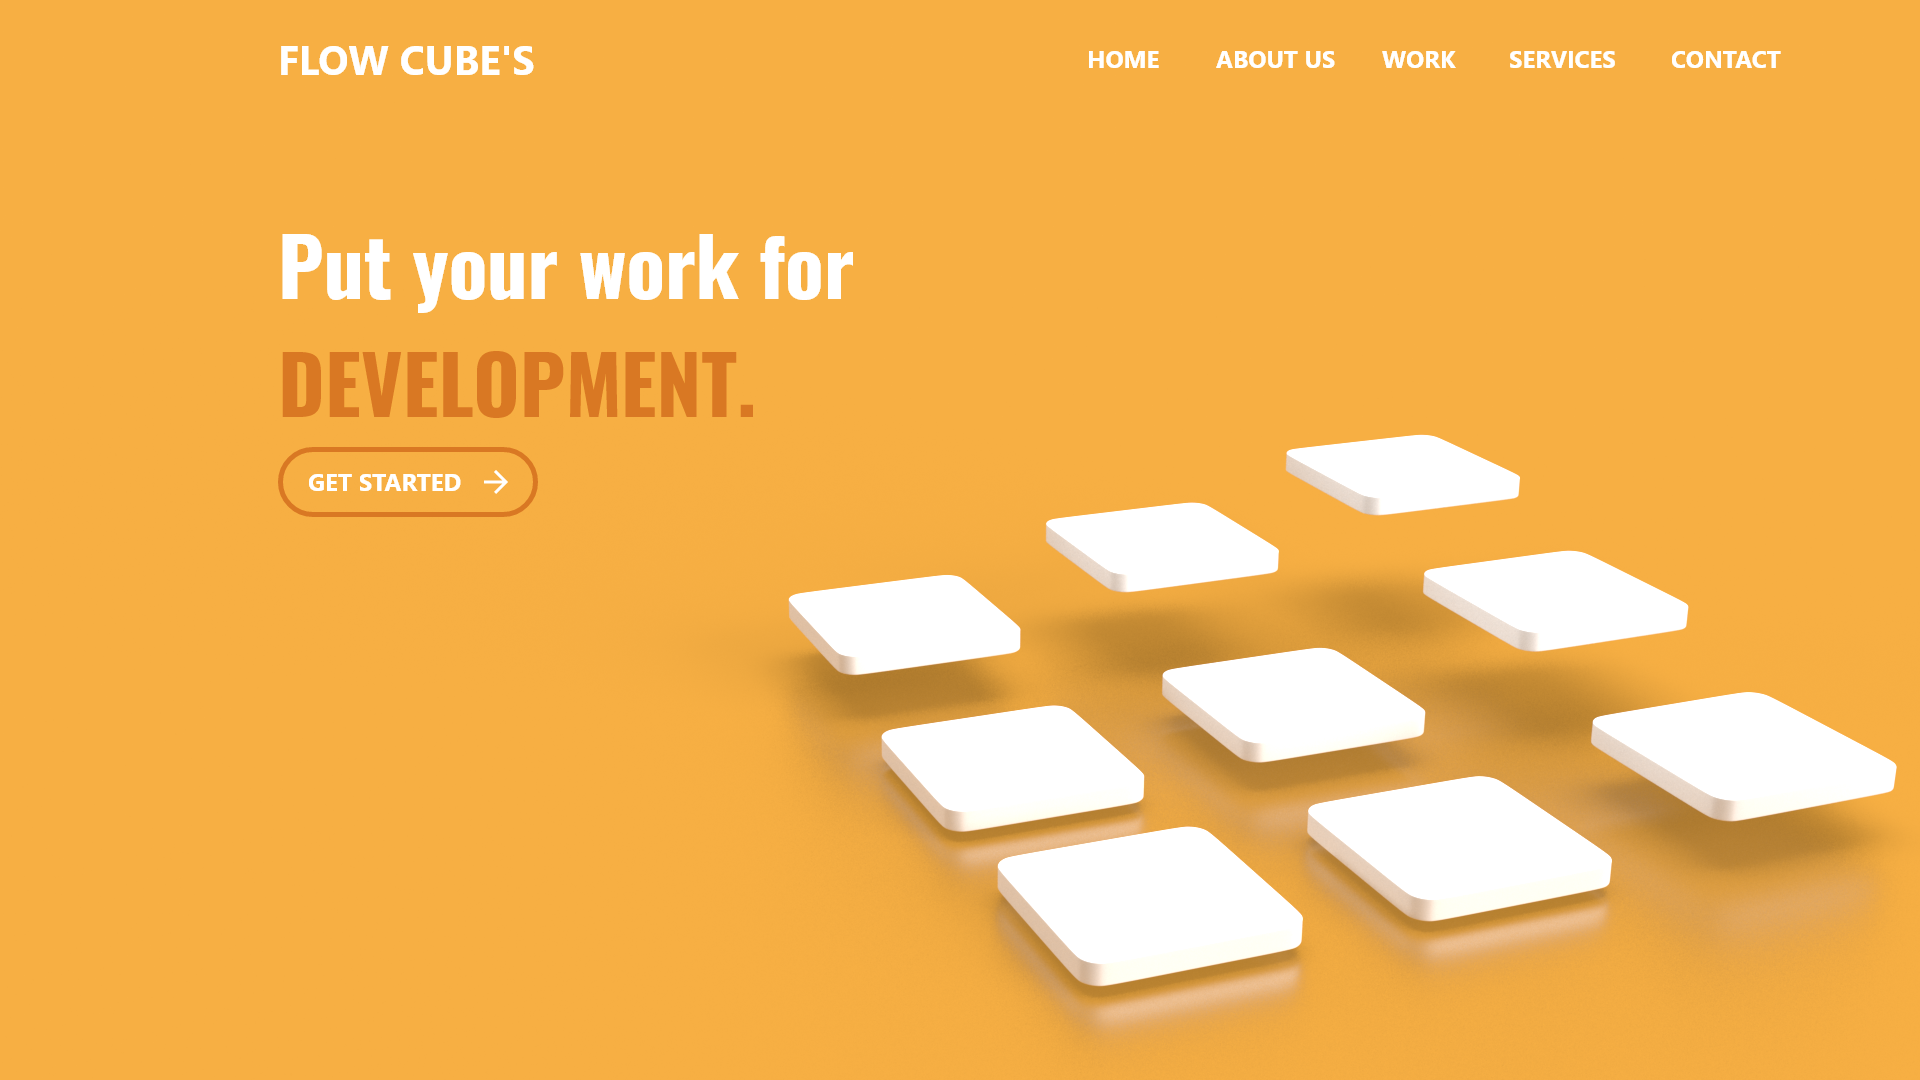 FLOW CUBE'S
HOME ABOUT US WORK SERVICES CONTACT
Put your work for
DEVELOPMENT.
GET STARTED